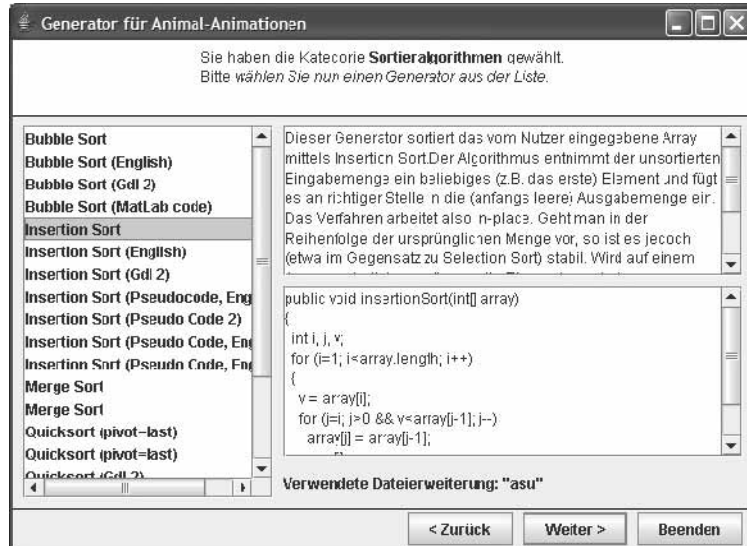 Generator für Animal-Animationen
Sie haben die Katecorie Sortieralgorithmen gewählt.
Bitte wählen Sie nun einen Generator aus der Liste.
Bubble Sort
Bubble Sort (English)
Bubble Sort (Gdl 2)
Bubble Sort (MatLab code)
Insertion Sort
Insertion Sort (English)
Insertion Sort (Gdl 2)
Insertion Sort (Pseudocode, Eng
Insertion Sort (Pseudo Code 2)
Insertion Sort (Pseudo Code, Eng
Insertion Sort (Pseudo Code, Eng
Merge Sort
Merge Sort
Quicksort (pivot=last)
Quicksort (pivot=last)
Quicksort (Gdl 2)
Dieser Generator sortiert das vom Nutzer eingegebene Array
mittels Insertion Sort.Der Algorithmus entnimmt der unsortierten
Eingabemenge ein beliebiges (z.B. das erste) Element und fügt
es an richtiger Stelle in die (anfangs leere) Ausgabemenge ein.
Das Verfahren arbeitet also in-place. Geht man in der
Reihenfolge der ursprünglichen Menge vor, so ist es jecoch
(etwa im Gegensatz zu Selection Sort) stabil. Wird auf einem
public void insertionSort(int[] array)
{
int i, j, v;
for (i=1; i<array.length; i++)
{
v = array[i];
for (j=i; j>0 && v<array[j-1]; j--)
array[j] = array[j-1];
Verwendete Dateierweiterung: "asu"
< Zurück
Weiter >
Beenden